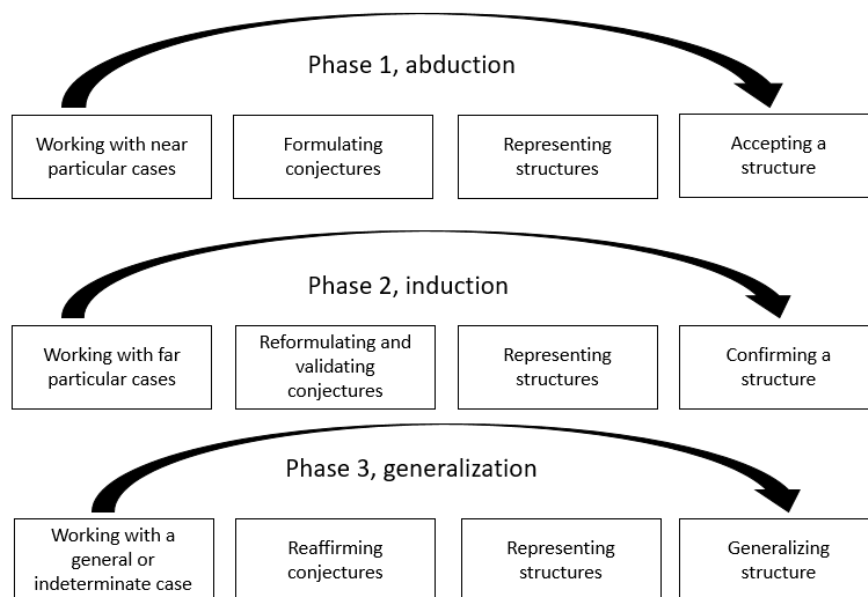 Phase 1, abduction
Working with near
particular cases
Formulating
conjectures
Representing
structures
Accepting a
structure
Phase 2, induction
Working with far
particular cases
Reformulating and
validating
conjectures
Representing
structures
Confirming a
structure
Phase 3, generalization
Working with a
general or
indeterminate case
Reaffirming
conjectures
Representing
structures
Generalizing
structure